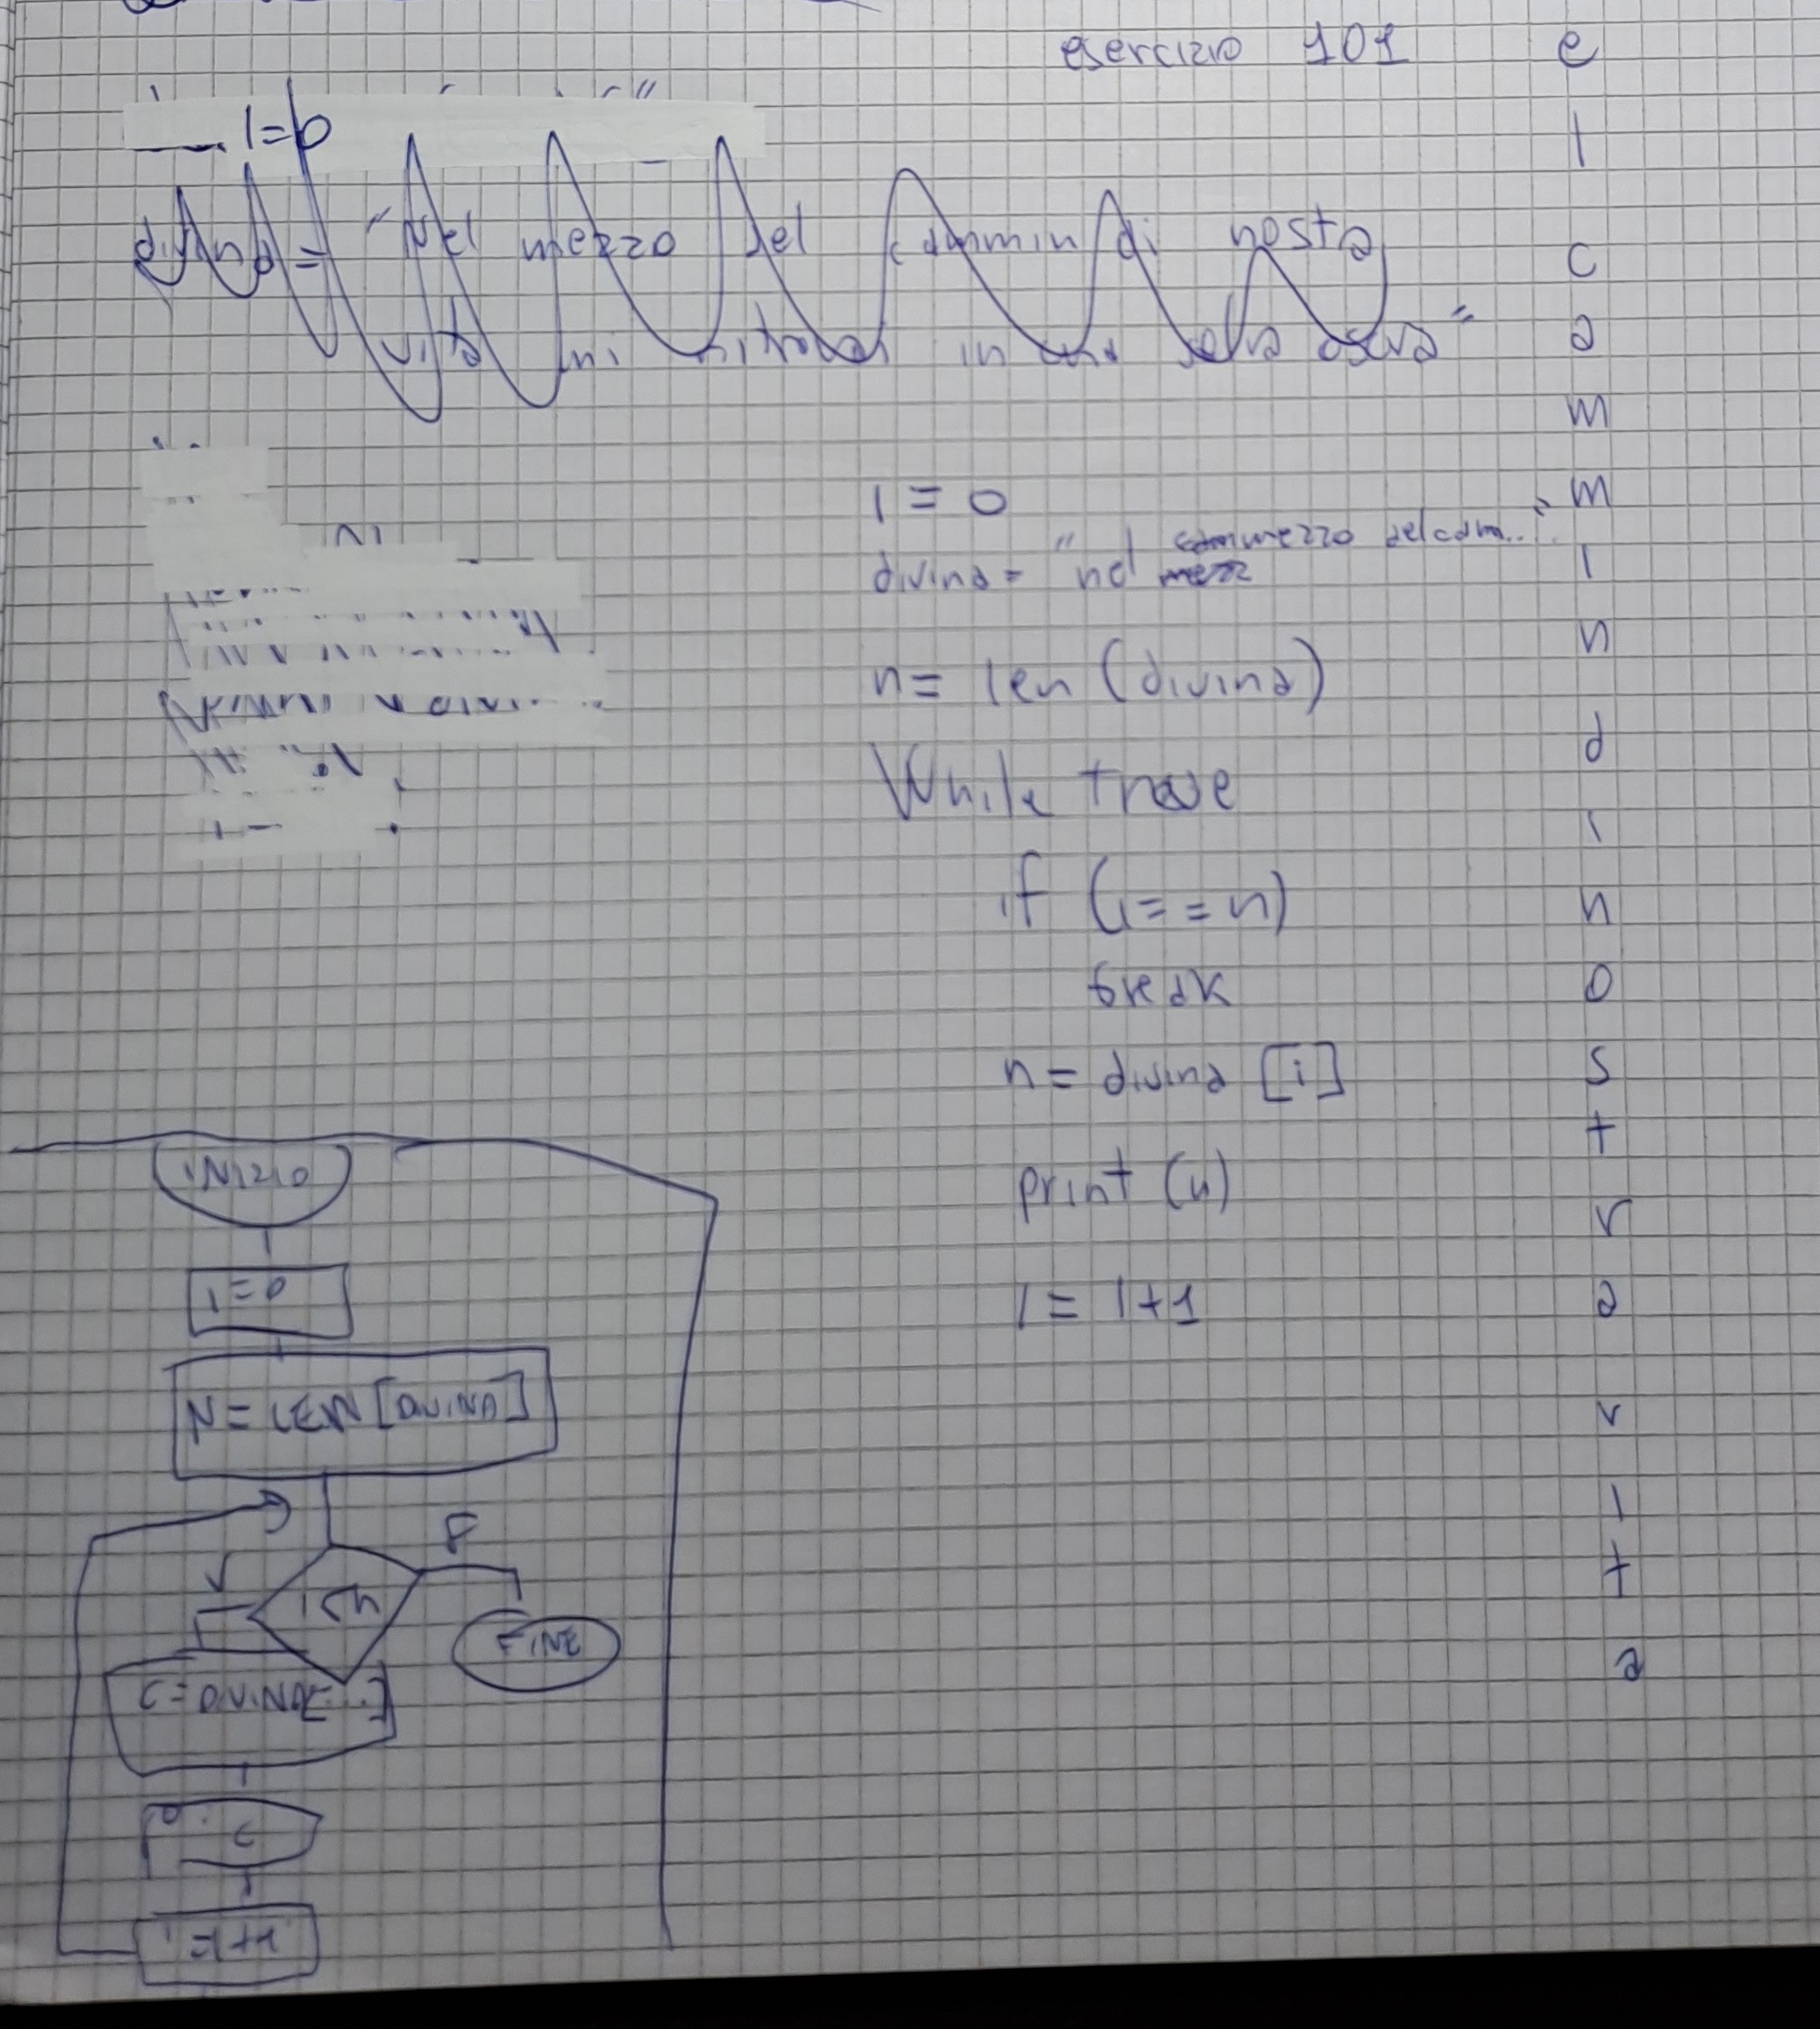 esercizio 101
i=0
divina = "Nel mezzo del cammin di nostra
vita mi ritrovai in una selva oscura"
i = 0
divina = "nel mezzo del cam..."
n= len (divina)
While true
if (i==n)
break
n= divina [i]
print (n)
i = i+1
INIZIO
i=0
N= LEN [DIVINA]
V
F
i<n
FINE
C=DIVINA[i]
C
i=i+1
e
l
c
a
m
m
i
n
d
i
n
o
s
t
r
a
v
i
t
a